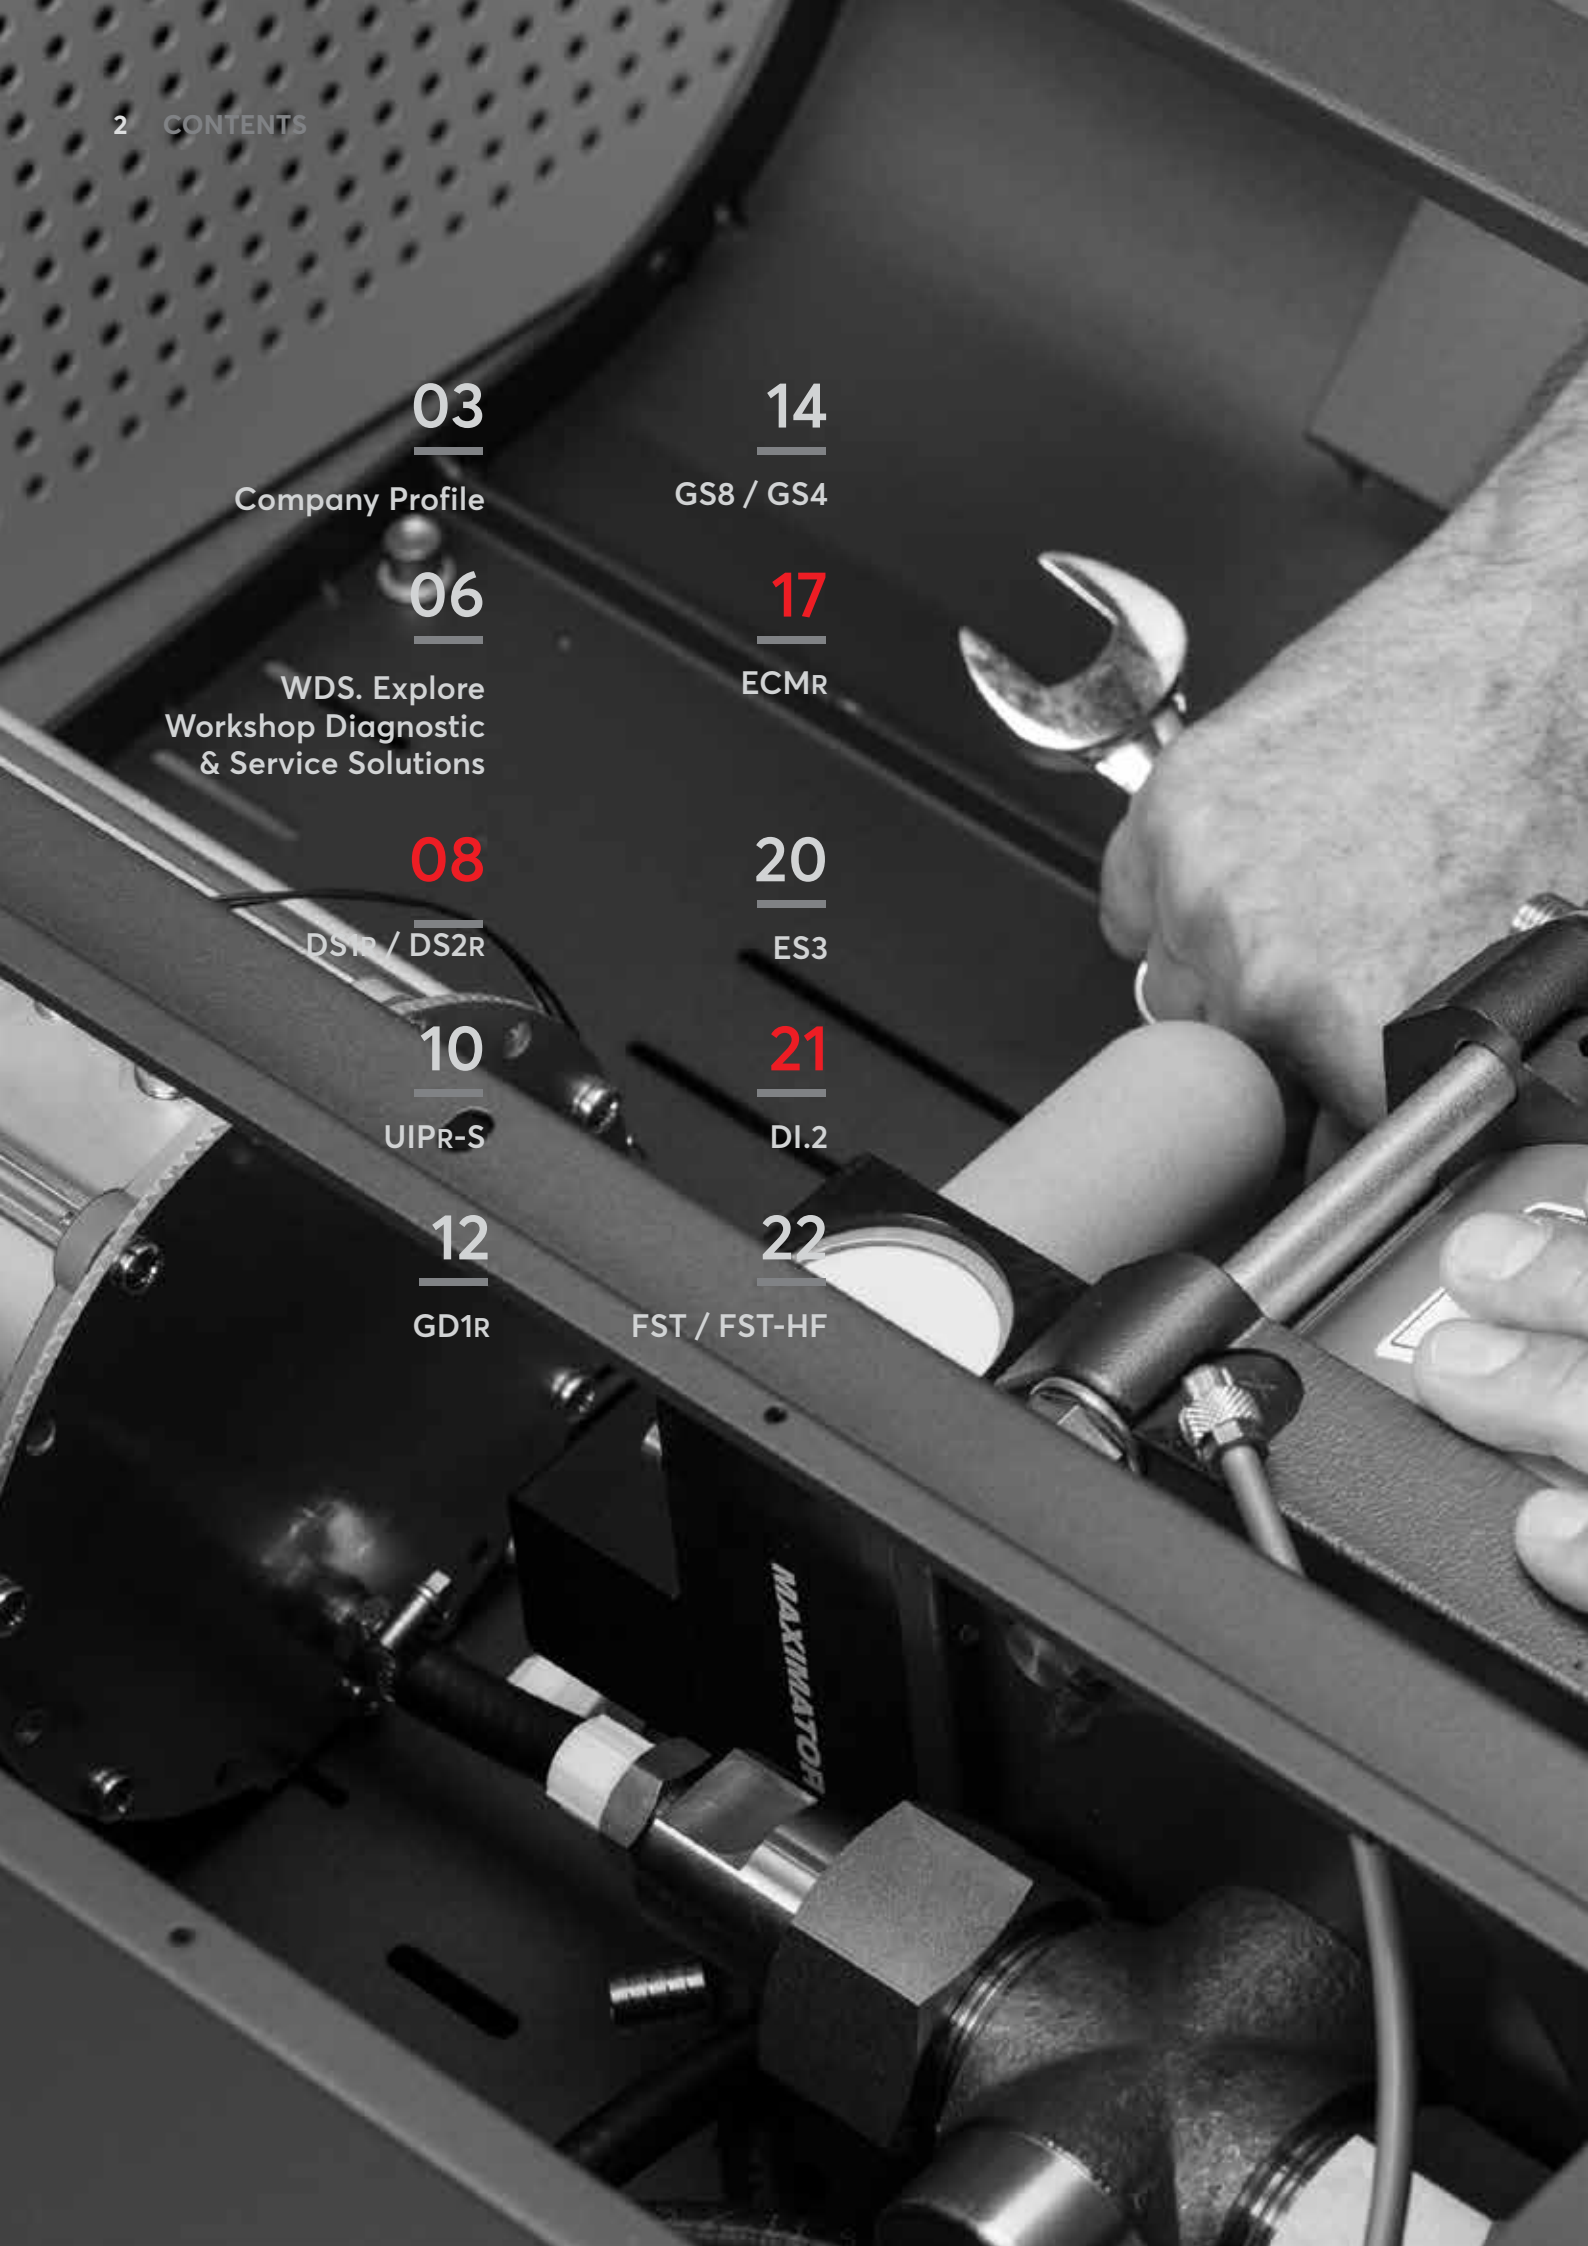 2 CONTENTS
03
Company Profile
06
WDS. Explore
Workshop Diagnostic
& Service Solutions
08
DS1R / DS2R
10
UIPR-S
12
GD1R
14
GS8 / GS4
17
ECMR
20
ES3
21
DI.2
22
FST / FST-HF
MAXIMATOR